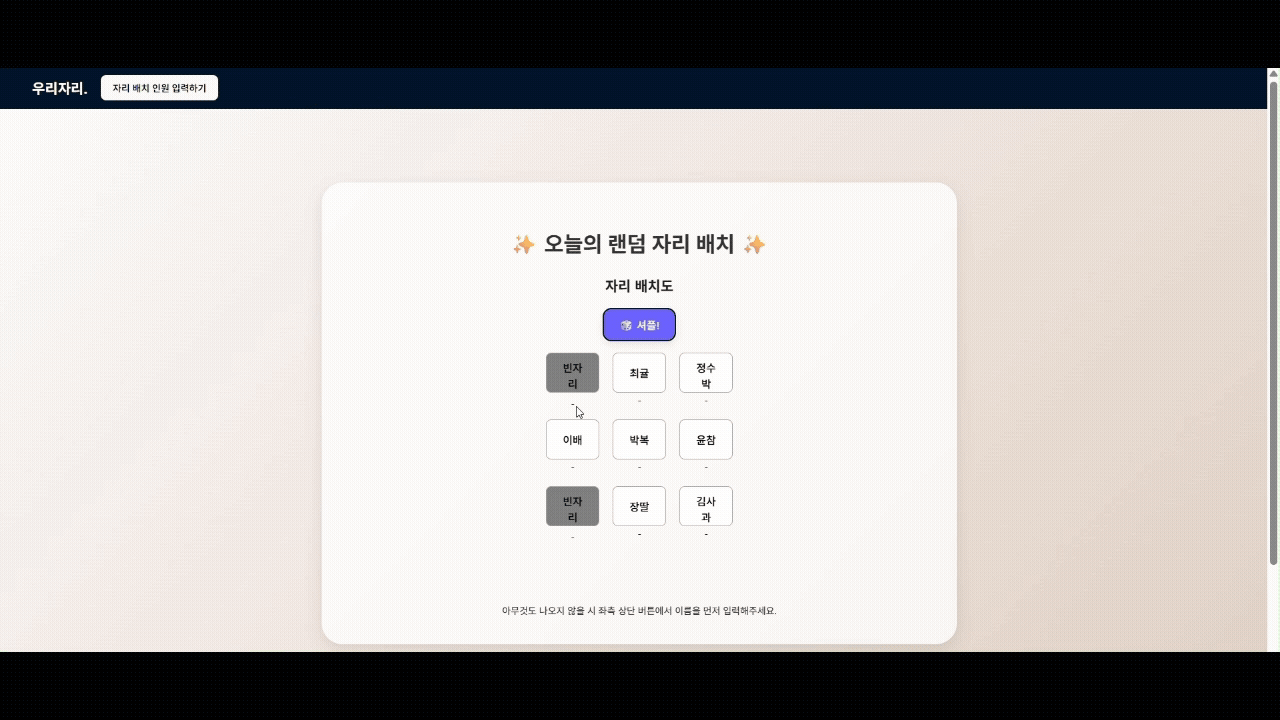 우리자리.
자리 배치 인원 입력하기
✨ 오늘의 랜덤 자리 배치 ✨
자리 배치도
🎲 셔플!
빈자
리
최귤
정수
박
-
-
-
이배
박복
윤참
-
-
-
빈자
리
장딸
김사
과
-
-
-
아무것도 나오지 않을 시 좌측 상단 버튼에서 이름을 먼저 입력해주세요.